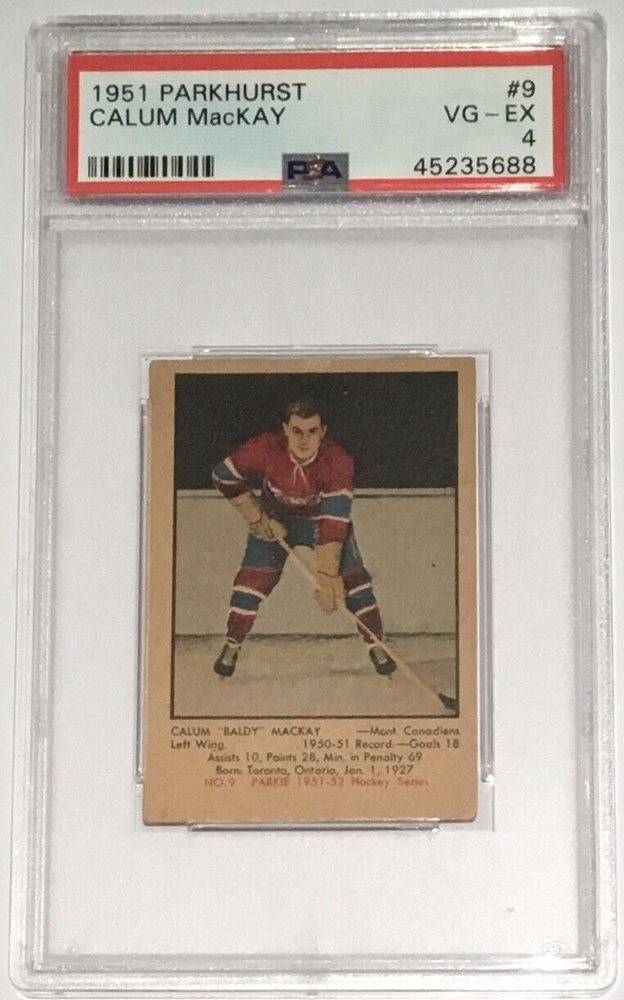 1951 PARKHURST #9
CALUM MacKAY VG - EX
4
PSA 45235688
CALUM "BALDY" MACKAY —Mont. Canadiens
Left Wing. 1950-51 Record:—Goals 18
Assists 10, Points 28, Min. in Penalty 69
Born: Toronto, Ontario, Jan. 1, 1927
NO. 9 PARKIE 1951-52 Hockey Series